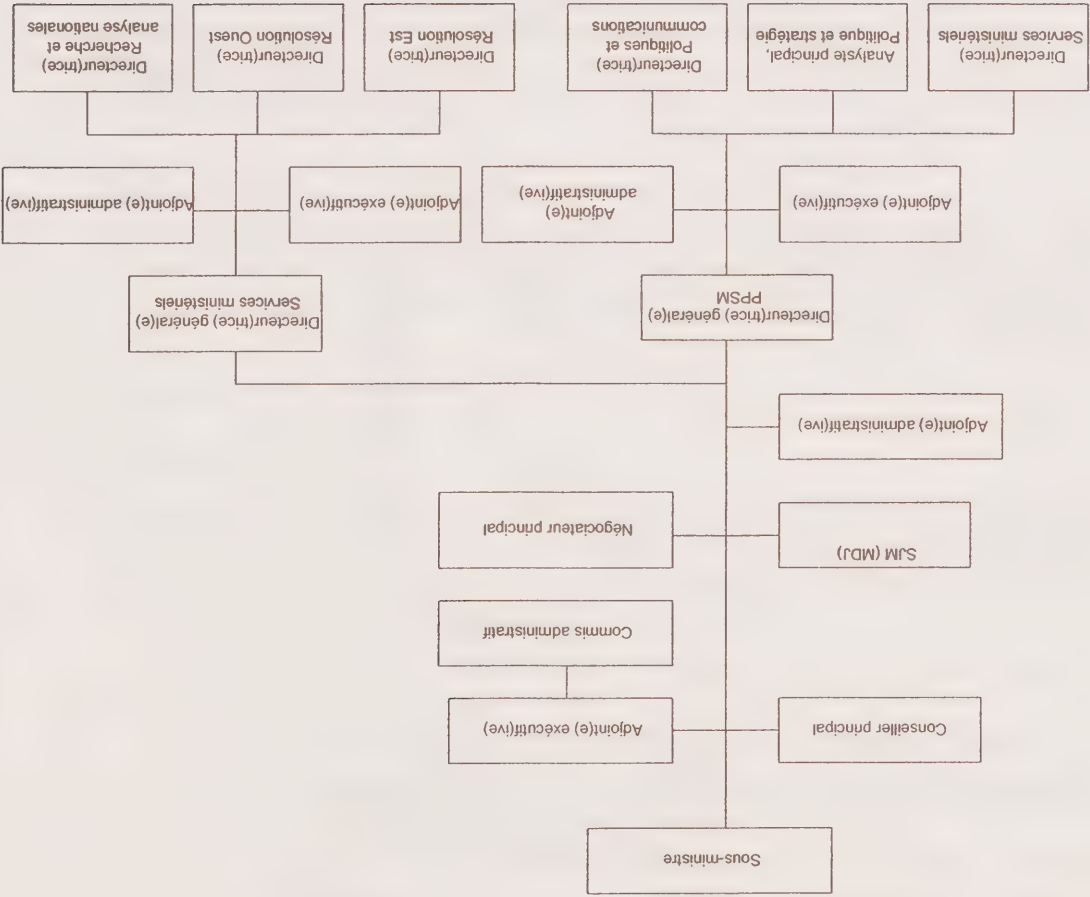 Sous-ministre
Conseiller principal
Adjoint(e) exécutif(ive)
Commis administratif
SJM (MDJ)
Négociateur principal
Adjoint(e) administratif(ive)
Directeur(trice) général(e)
PPSM
Directeur(trice) général(e)
Services ministériels
Adjoint(e) exécutif(ive)
Adjoint(e)
administratif(ive)
Adjoint(e) exécutif(ive)
Adjoint(e) administratif(ive)
Directeur(trice)
Services ministériels
Analyste principal,
Politique et stratégie
Directeur(trice)
Politiques et
communications
Directeur(trice)
Résolution Est
Directeur(trice)
Résolution Ouest
Directeur(trice)
Recherche et
analyse nationales